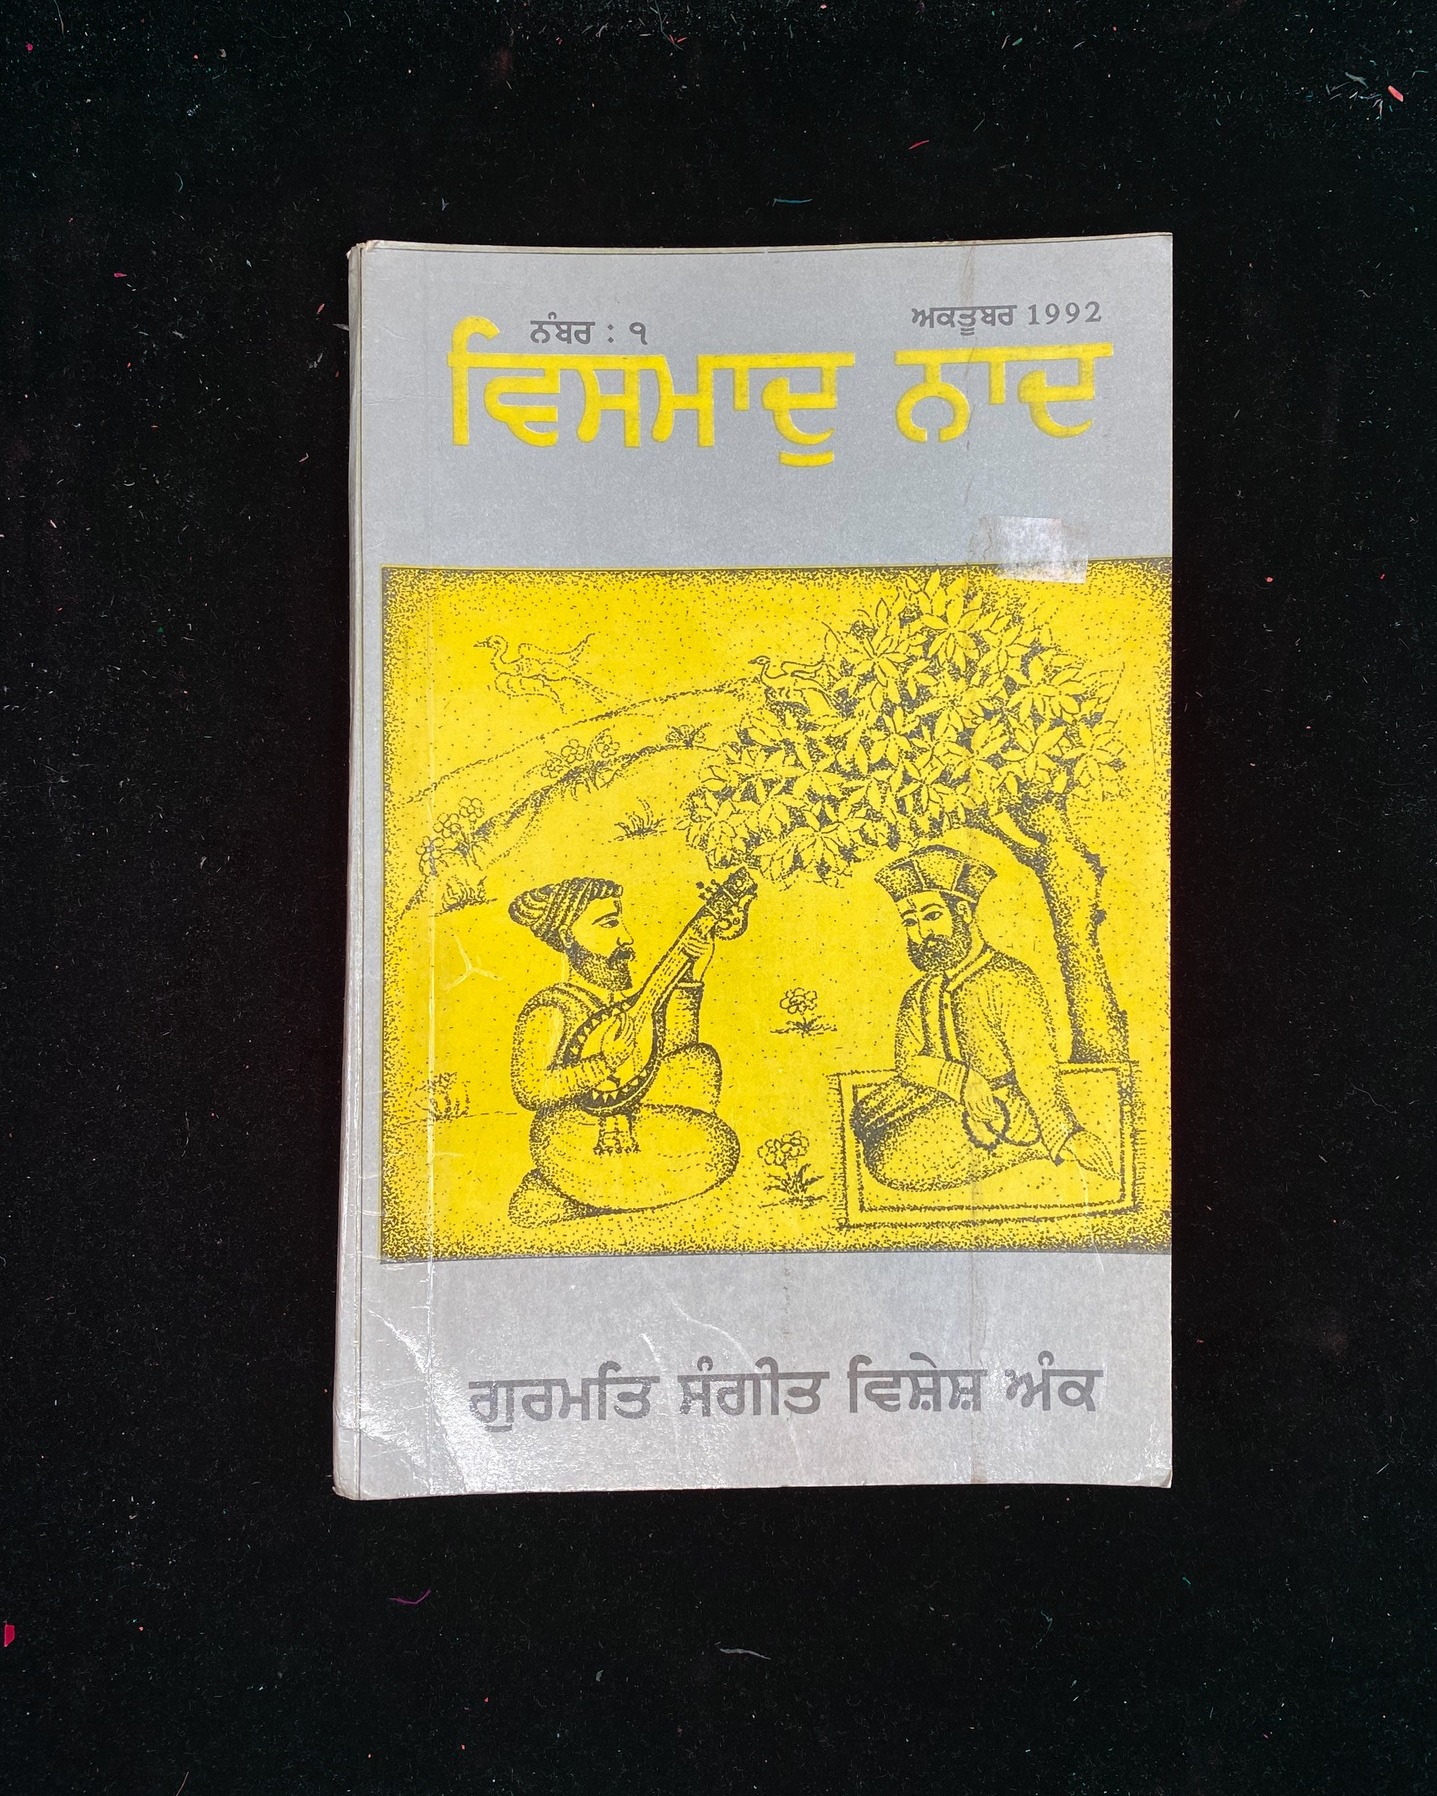 ਨੰਬਰ : ੧
ਅਕਤੂਬਰ 1992
ਵਿਸਮਾਦੁ ਨਾਦ
ਗੁਰਮਤਿ ਸੰਗੀਤ ਵਿਸ਼ੇਸ਼ ਅੰਕ